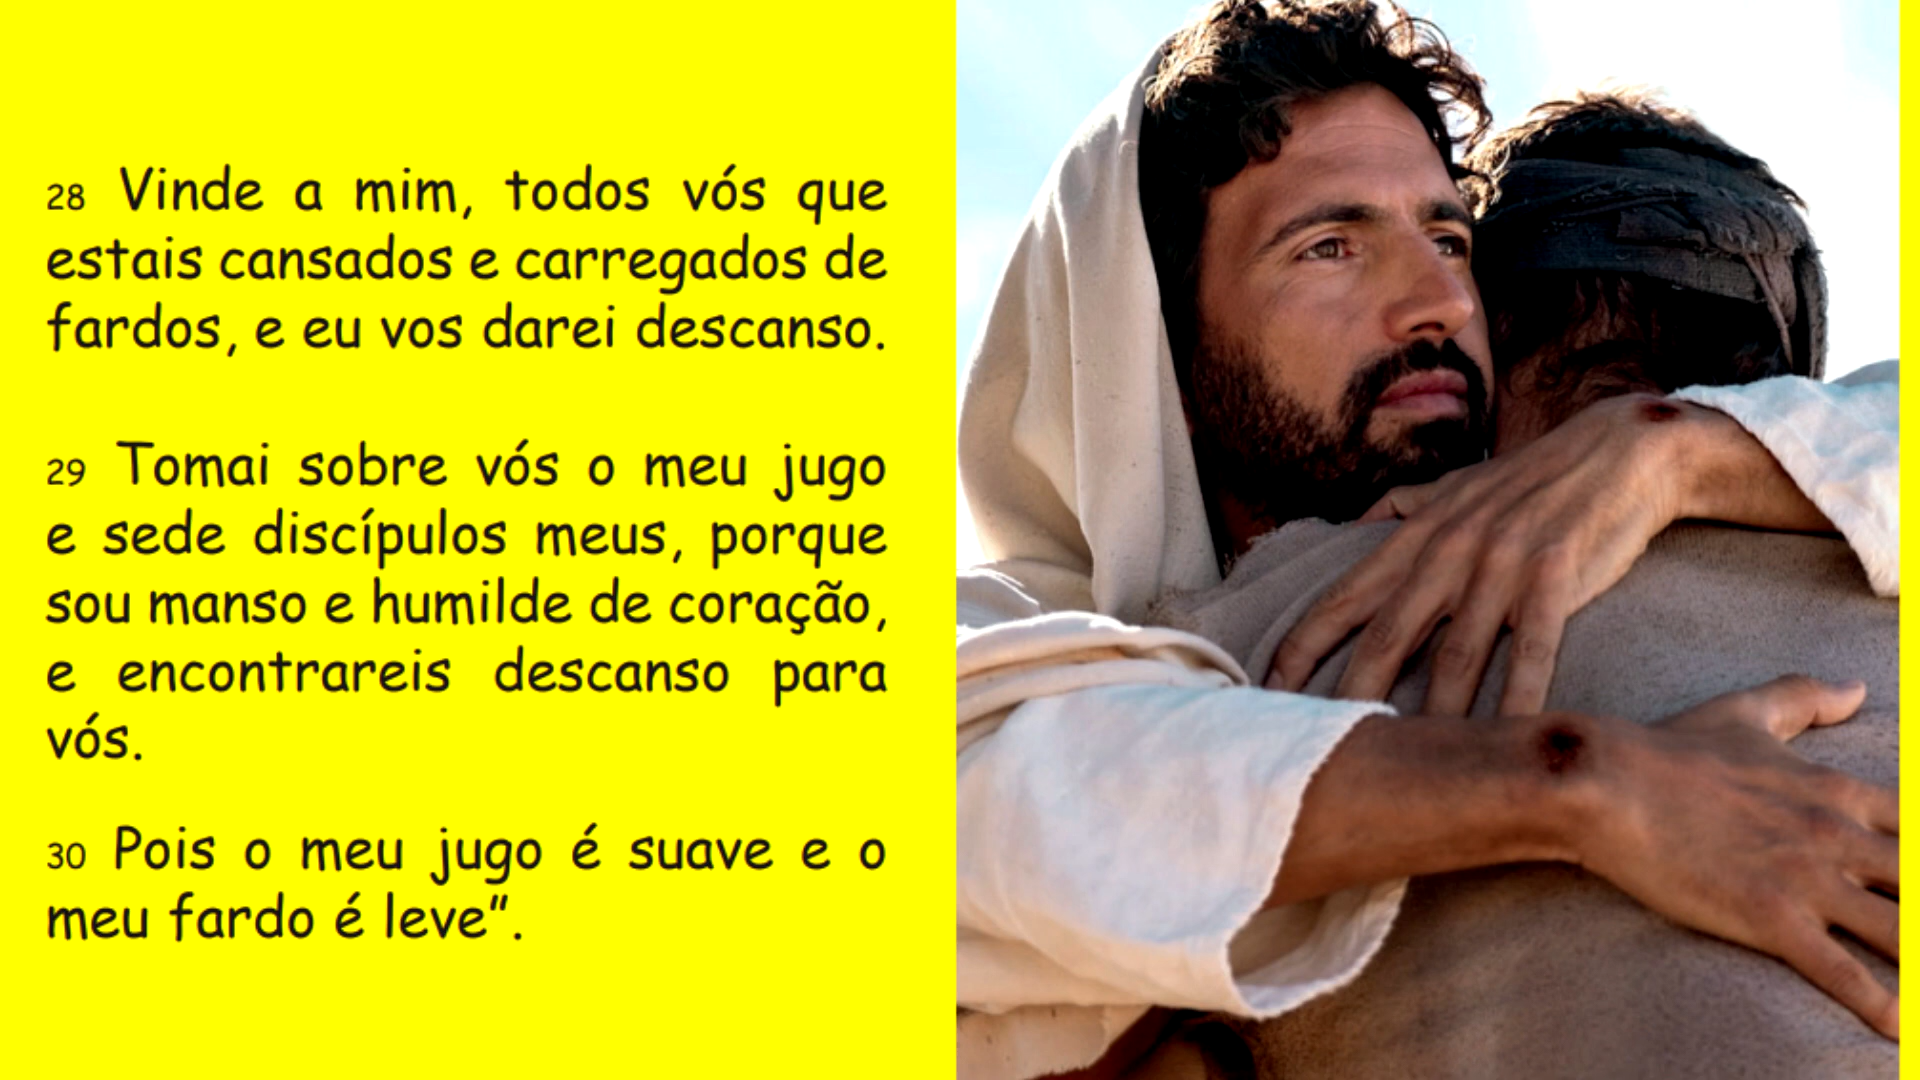 28 Vinde a mim, todos vós que
estais cansados e carregados de
fardos, e eu vos darei descanso.
29 Tomai sobre vós o meu jugo
e sede discípulos meus, porque
sou manso e humilde de coração,
e encontrareis descanso para
vós.
30 Pois o meu jugo é suave e o
meu fardo é leve”.